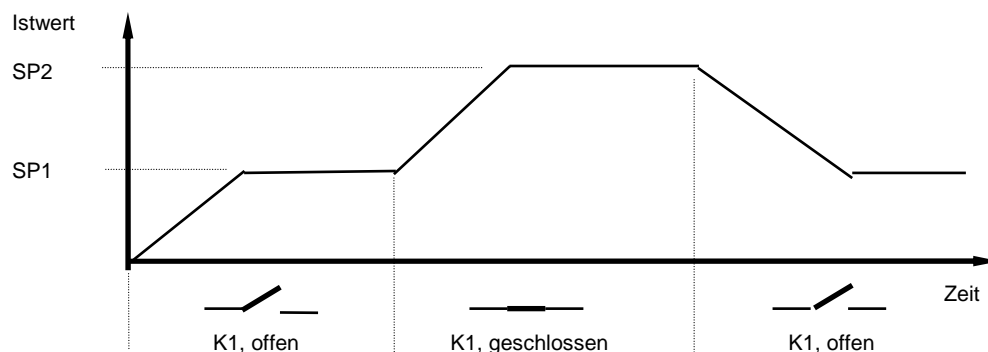 Istwert
SP2
SP1
Zeit
K1, offen
K1, geschlossen
K1, offen